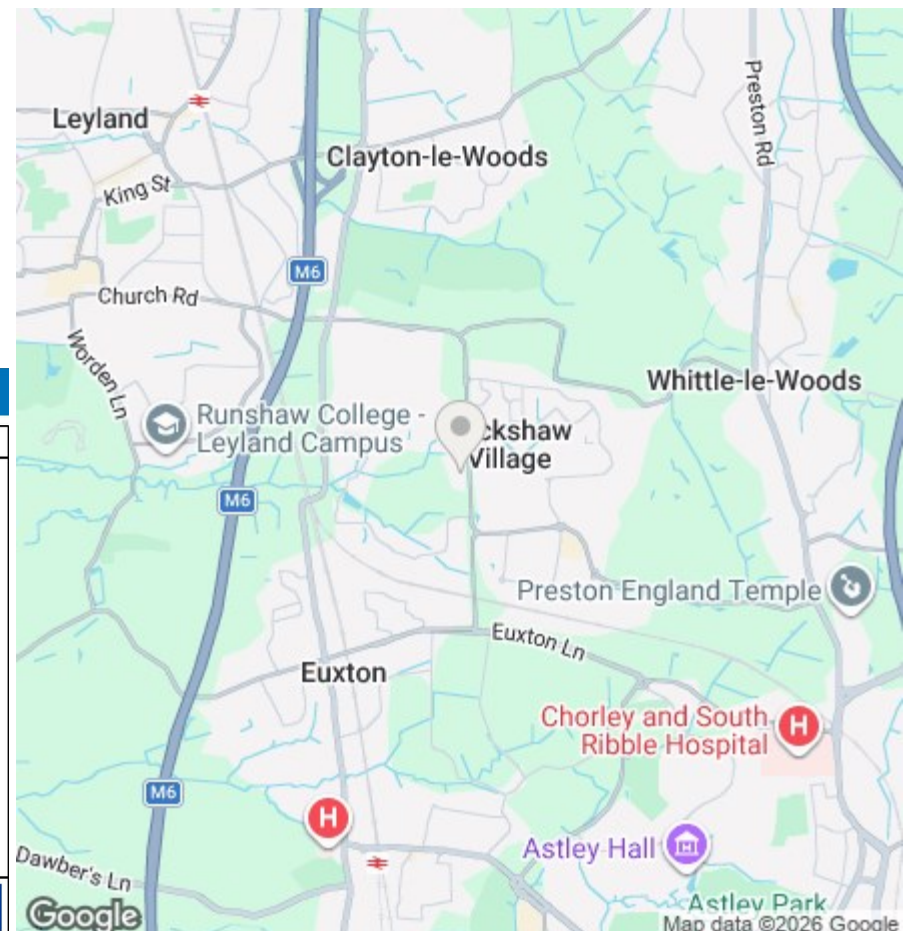 Leyland
Preston Rd
Clayton-le-Woods
King St
M6
Church Rd
Worden Ln
Whittle-le-Woods
Runshaw College -
Leyland Campus
ckshaw
Village
M6
Preston England Temple
Euxton Ln
Euxton
Chorley and South
Ribble Hospital
H
M6
H
Astley Hall
Dawber's Ln
Astley Park
Google
Map data ©2026 Google